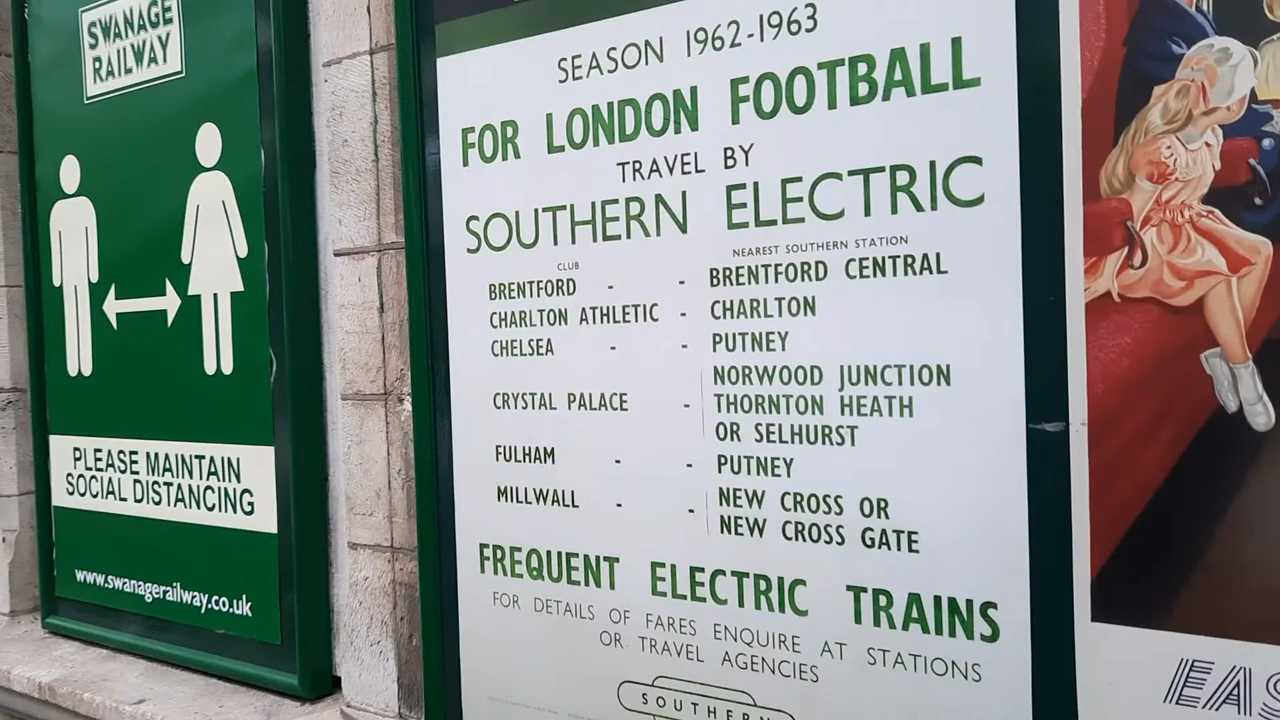 SWANAGE
RAILWAY
PLEASE MAINTAIN
SOCIAL DISTANCING
www.swanagerailway.co.uk
SEASON 1962-1963
FOR LONDON FOOTBALL
TRAVEL BY
SOUTHERN ELECTRIC
CLUB NEAREST SOUTHERN STATION
BRENTFORD - - BRENTFORD CENTRAL
CHARLTON ATHLETIC - CHARLTON
CHELSEA - - PUTNEY
CRYSTAL PALACE - NORWOOD JUNCTION
THORNTON HEATH
OR SELHURST
FULHAM - - PUTNEY
MILLWALL - - NEW CROSS OR
NEW CROSS GATE
FREQUENT ELECTRIC TRAINS
FOR DETAILS OF FARES ENQUIRE AT STATIONS
OR TRAVEL AGENCIES
SOUTHERN
EAS